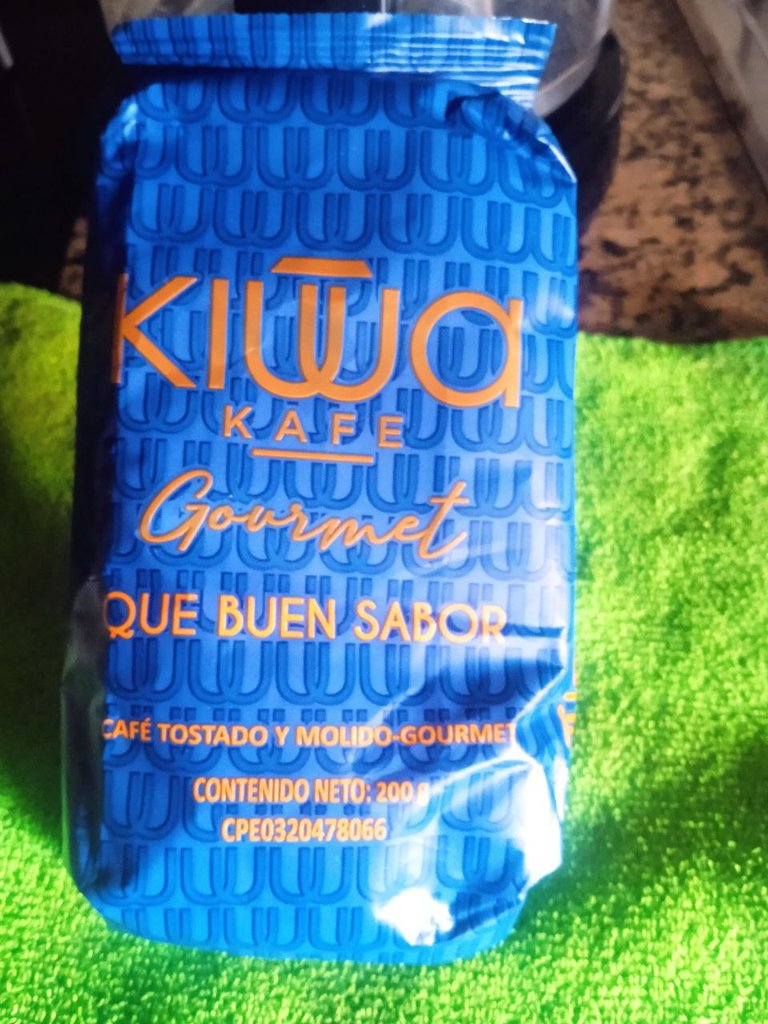 Kiwa
KAFE
Gourmet
QUE BUEN SABOR
CAFÉ TOSTADO Y MOLIDO-GOURMET
CONTENIDO NETO: 200 g
CPE0320478066